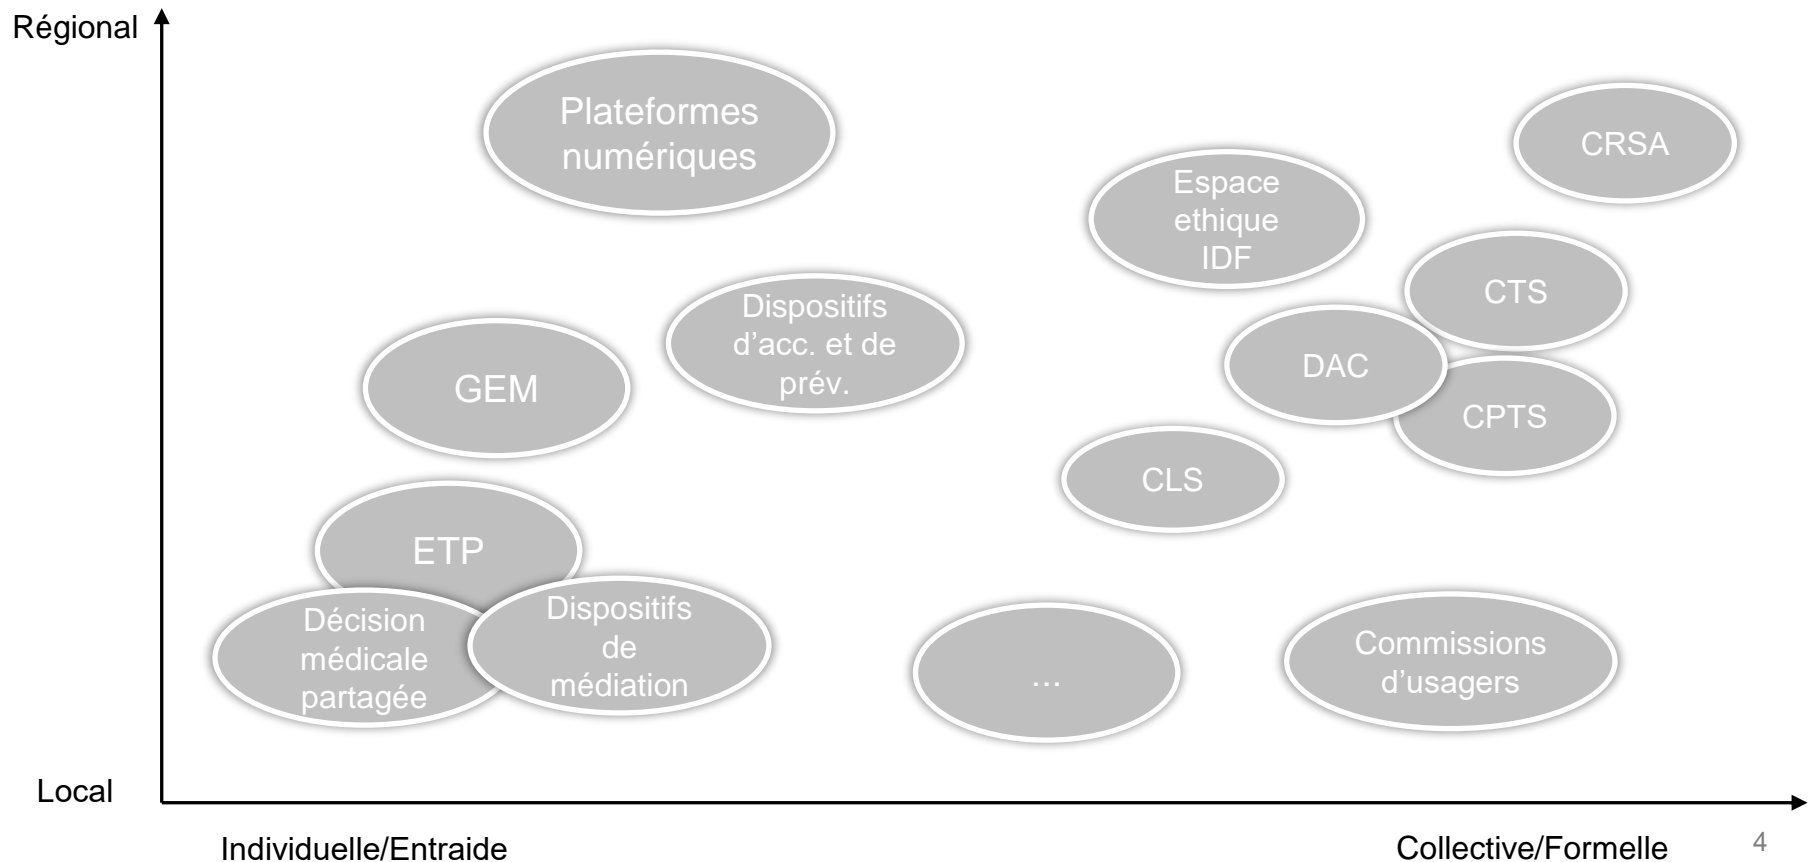 Régional
Plateformes
numériques
CRSA
Espace
ethique
IDF
CTS
Dispositifs
d’acc. et de
prév.
DAC
GEM
CPTS
CLS
ETP
Décision
médicale
partagée
Dispositifs
de
médiation
...
Commissions
d’usagers
Local
Individuelle/Entraide
Collective/Formelle
4